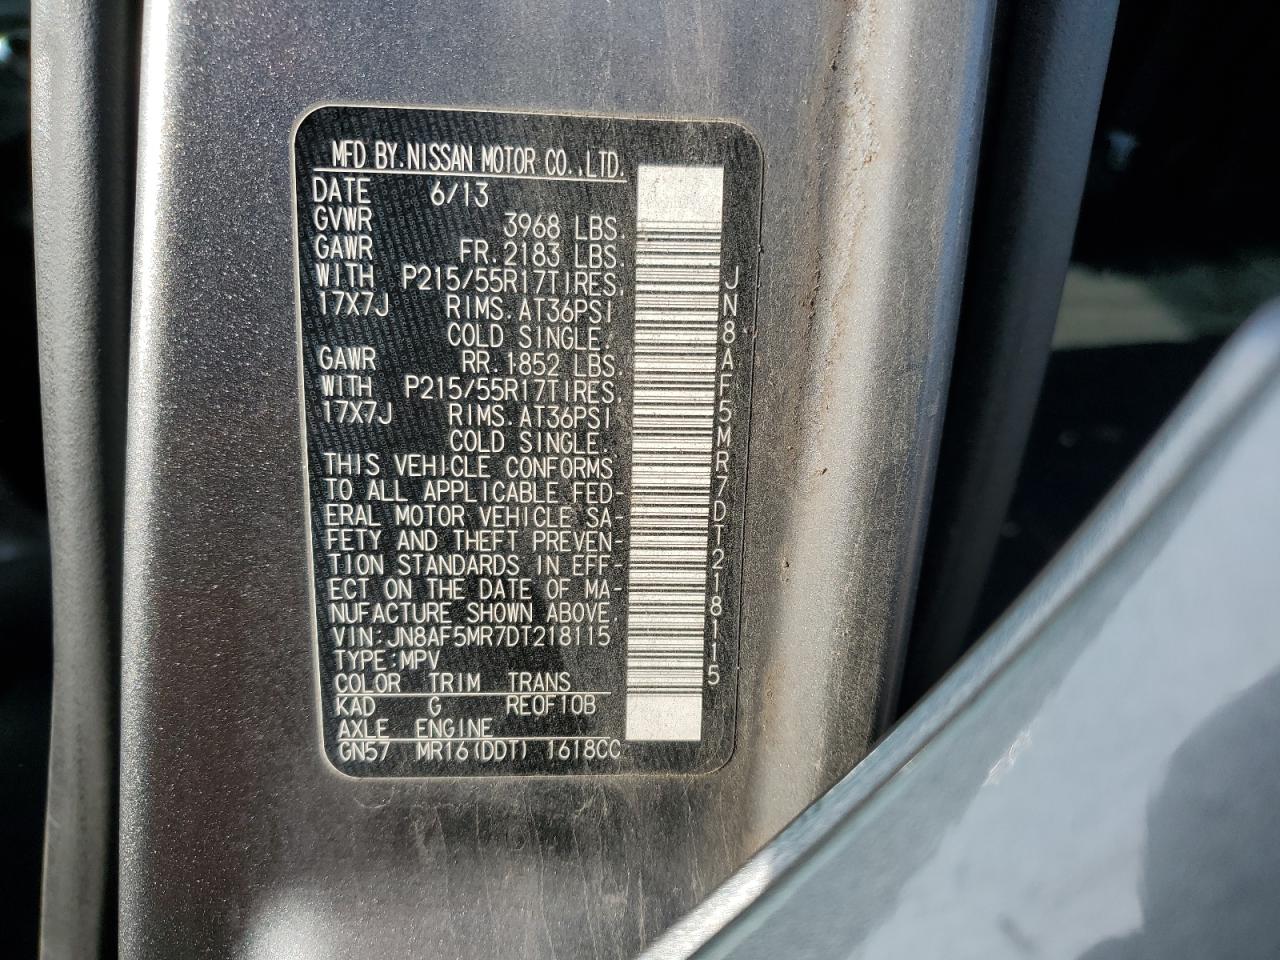 MFD BY.NISSAN MOTOR CO.,LTD.
DATE 6/13
GVWR 3968 LBS.
GAWR FR.2183 LBS.
WITH P215/55R17TIRES,
17X7J RIMS.AT36PSI
COLD SINGLE.
GAWR RR.1852 LBS.
WITH P215/55R17TIRES,
17X7J RIMS.AT36PSI
COLD SINGLE.
THIS VEHICLE CONFORMS
TO ALL APPLICABLE FED-
ERAL MOTOR VEHICLE SA-
FETY AND THEFT PREVEN-
TION STANDARDS IN EFF-
ECT ON THE DATE OF MA-
NUFACTURE SHOWN ABOVE.
VIN:JN8AF5MR7DT218115
TYPE:MPV
COLOR TRIM TRANS
KAD G RE0F10B
AXLE ENGINE
GN57 MR16(DDT) 1618CC
JN8AF5MR7DT218115